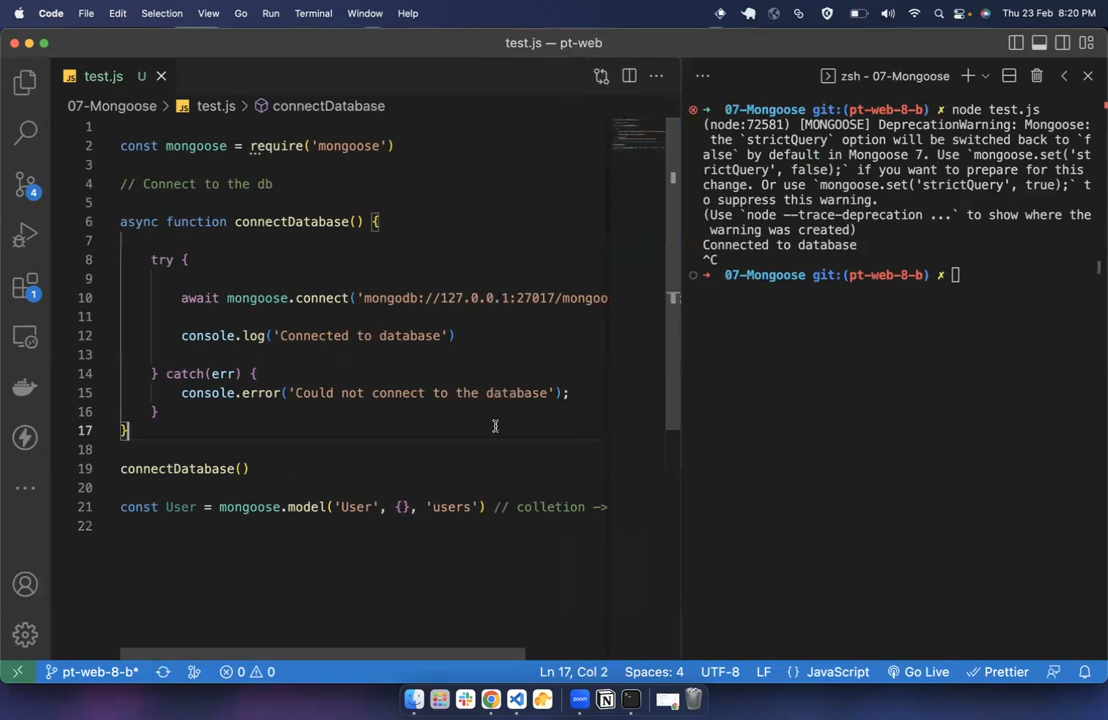 Code File Edit Selection View Go Run Terminal Window Help Thu 23 Feb 8:20 PM
test.js — pt-web
JS test.js U
07-Mongoose > JS test.js > connectDatabase
1
2 const mongoose = require('mongoose')
3
4 // Connect to the db
5
6 async function connectDatabase() {
7
8 try {
9
10 await mongoose.connect('mongodb://127.0.0.1:27017/mongoo
11
12 console.log('Connected to database')
13
14 } catch(err) {
15 console.error('Could not connect to the database');
16 }
17 }
18
19 connectDatabase()
20
21 const User = mongoose.model('User', {}, 'users') // colletion ->
22
zsh - 07-Mongoose
07-Mongoose git:(pt-web-8-b) ✗ node test.js
(node:72581) [MONGOOSE] DeprecationWarning: Mongoose:
the `strictQuery` option will be switched back to `f
alse` by default in Mongoose 7. Use `mongoose.set('st
rictQuery', false);` if you want to prepare for this
change. Or use `mongoose.set('strictQuery', true);` t
o suppress this warning.
(Use `node --trace-deprecation ...` to show where the
warning was created)
Connected to database
^C
07-Mongoose git:(pt-web-8-b) ✗
4
1
pt-web-8-b* 0 0 Ln 17, Col 2 Spaces: 4 UTF-8 LF {} JavaScript Go Live Prettier
zoom